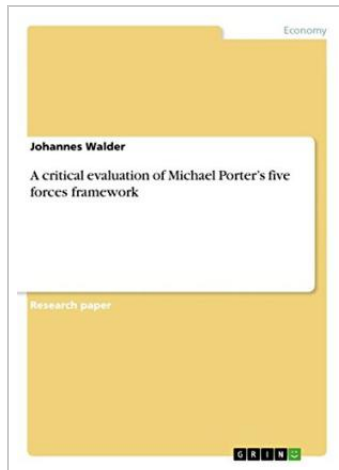 Economy
Johannes Walder
A critical evaluation of Michael Porter's five
forces framework
Research paper
GRIN